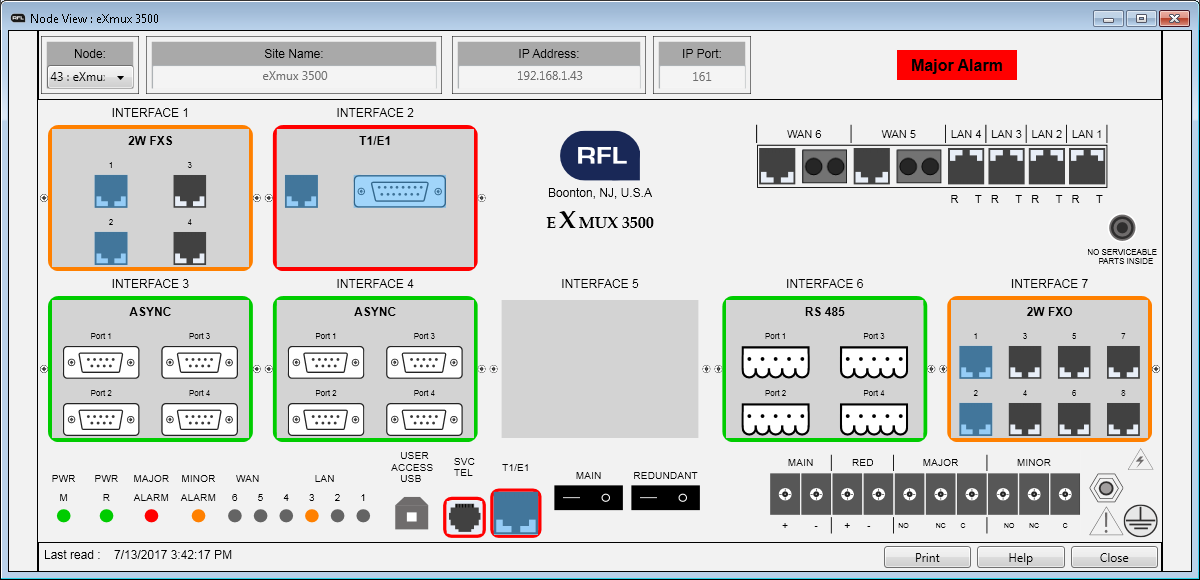 RFL Node View : eXmux 3500
Node: Site Name: IP Address: IP Port:
43 : eXmu: eXmux 3500 192.168.1.43 161
Major Alarm
INTERFACE 1 INTERFACE 2
2W FXS T1/E1
1 3
2 4
RFL
Boonton, NJ, U.S.A
eXmux 3500
WAN 6 WAN 5 LAN 4 LAN 3 LAN 2 LAN 1
R T R T R T R T
NO SERVICEABLE
PARTS INSIDE
INTERFACE 3 INTERFACE 4 INTERFACE 5 INTERFACE 6 INTERFACE 7
ASYNC ASYNC RS 485 2W FXO
Port 1 Port 3 Port 1 Port 3 Port 1 Port 3 1 3 5 7
Port 2 Port 4 Port 2 Port 4 Port 2 Port 4 2 4 6 8
PWR PWR MAJOR MINOR WAN LAN
M R ALARM ALARM 6 5 4 3 2 1
USER
ACCESS
USB
SVC
TEL
T1/E1
MAIN REDUNDANT
MAIN RED MAJOR MINOR
+ - + - NO NC C NO NC C
Last read : 7/13/2017 3:42:17 PM
Print Help Close